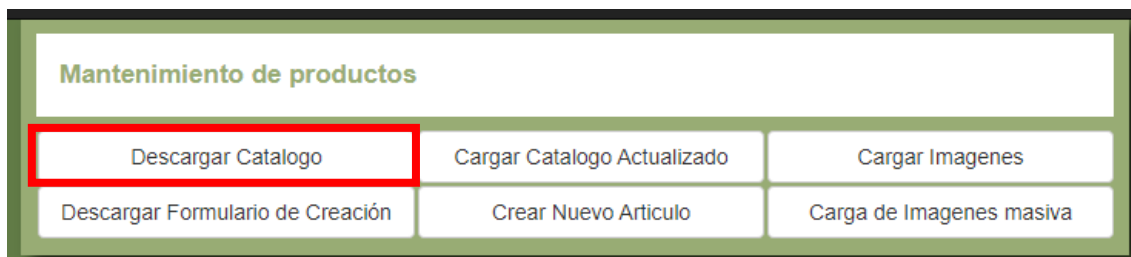 Mantenimiento de productos
Descargar Catalogo
Cargar Catalogo Actualizado
Cargar Imagenes
Descargar Formulario de Creación
Crear Nuevo Articulo
Carga de Imagenes masiva